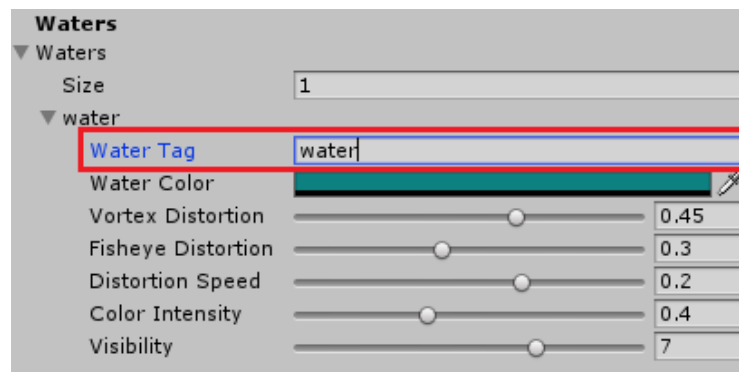 Waters
Waters
Size 1
water
Water Tag water
Water Color
Vortex Distortion 0.45
Fisheye Distortion 0.3
Distortion Speed 0.2
Color Intensity 0.4
Visibility 7